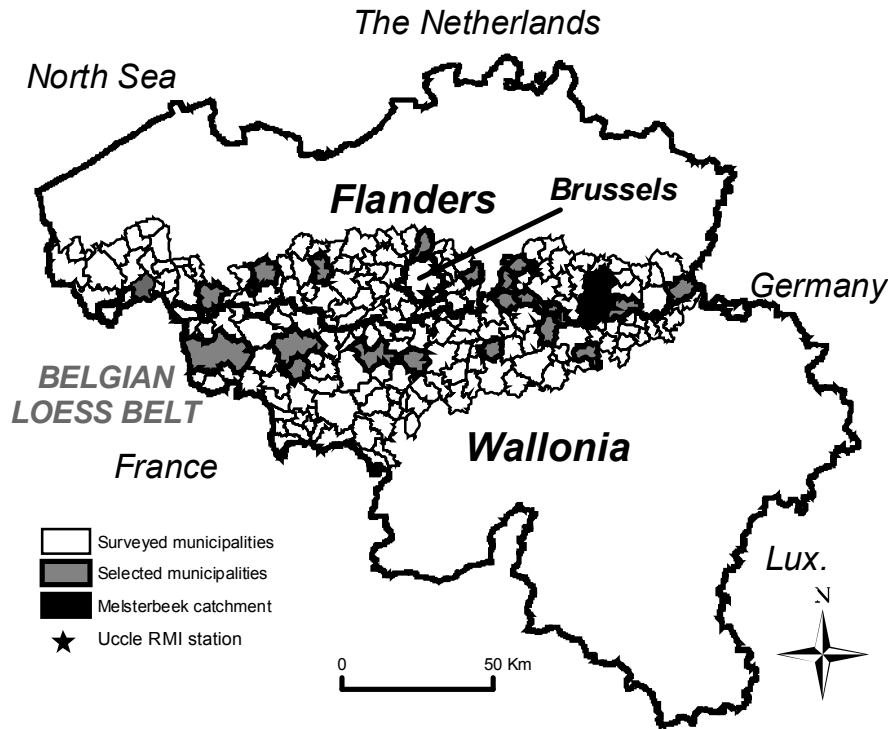 The Netherlands
North Sea
Flanders
Brussels
Germany
BELGIAN
LOESS BELT
Wallonia
France
Lux.
Surveyed municipalities
Selected municipalities
Melsterbeek catchment
Uccle RMI station
N
0
50 Km